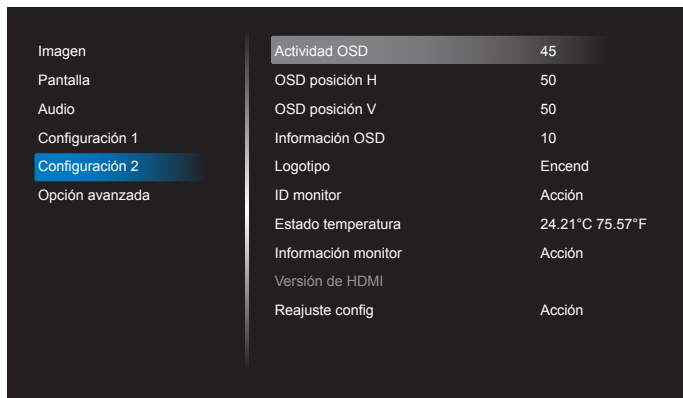 Imagen
Pantalla
Audio
Configuración 1
Configuración 2
Opción avanzada
Actividad OSD 45
OSD posición H 50
OSD posición V 50
Información OSD 10
Logotipo Encend
ID monitor Acción
Estado temperatura 24.21°C 75.57°F
Información monitor Acción
Versión de HDMI
Reajuste config Acción